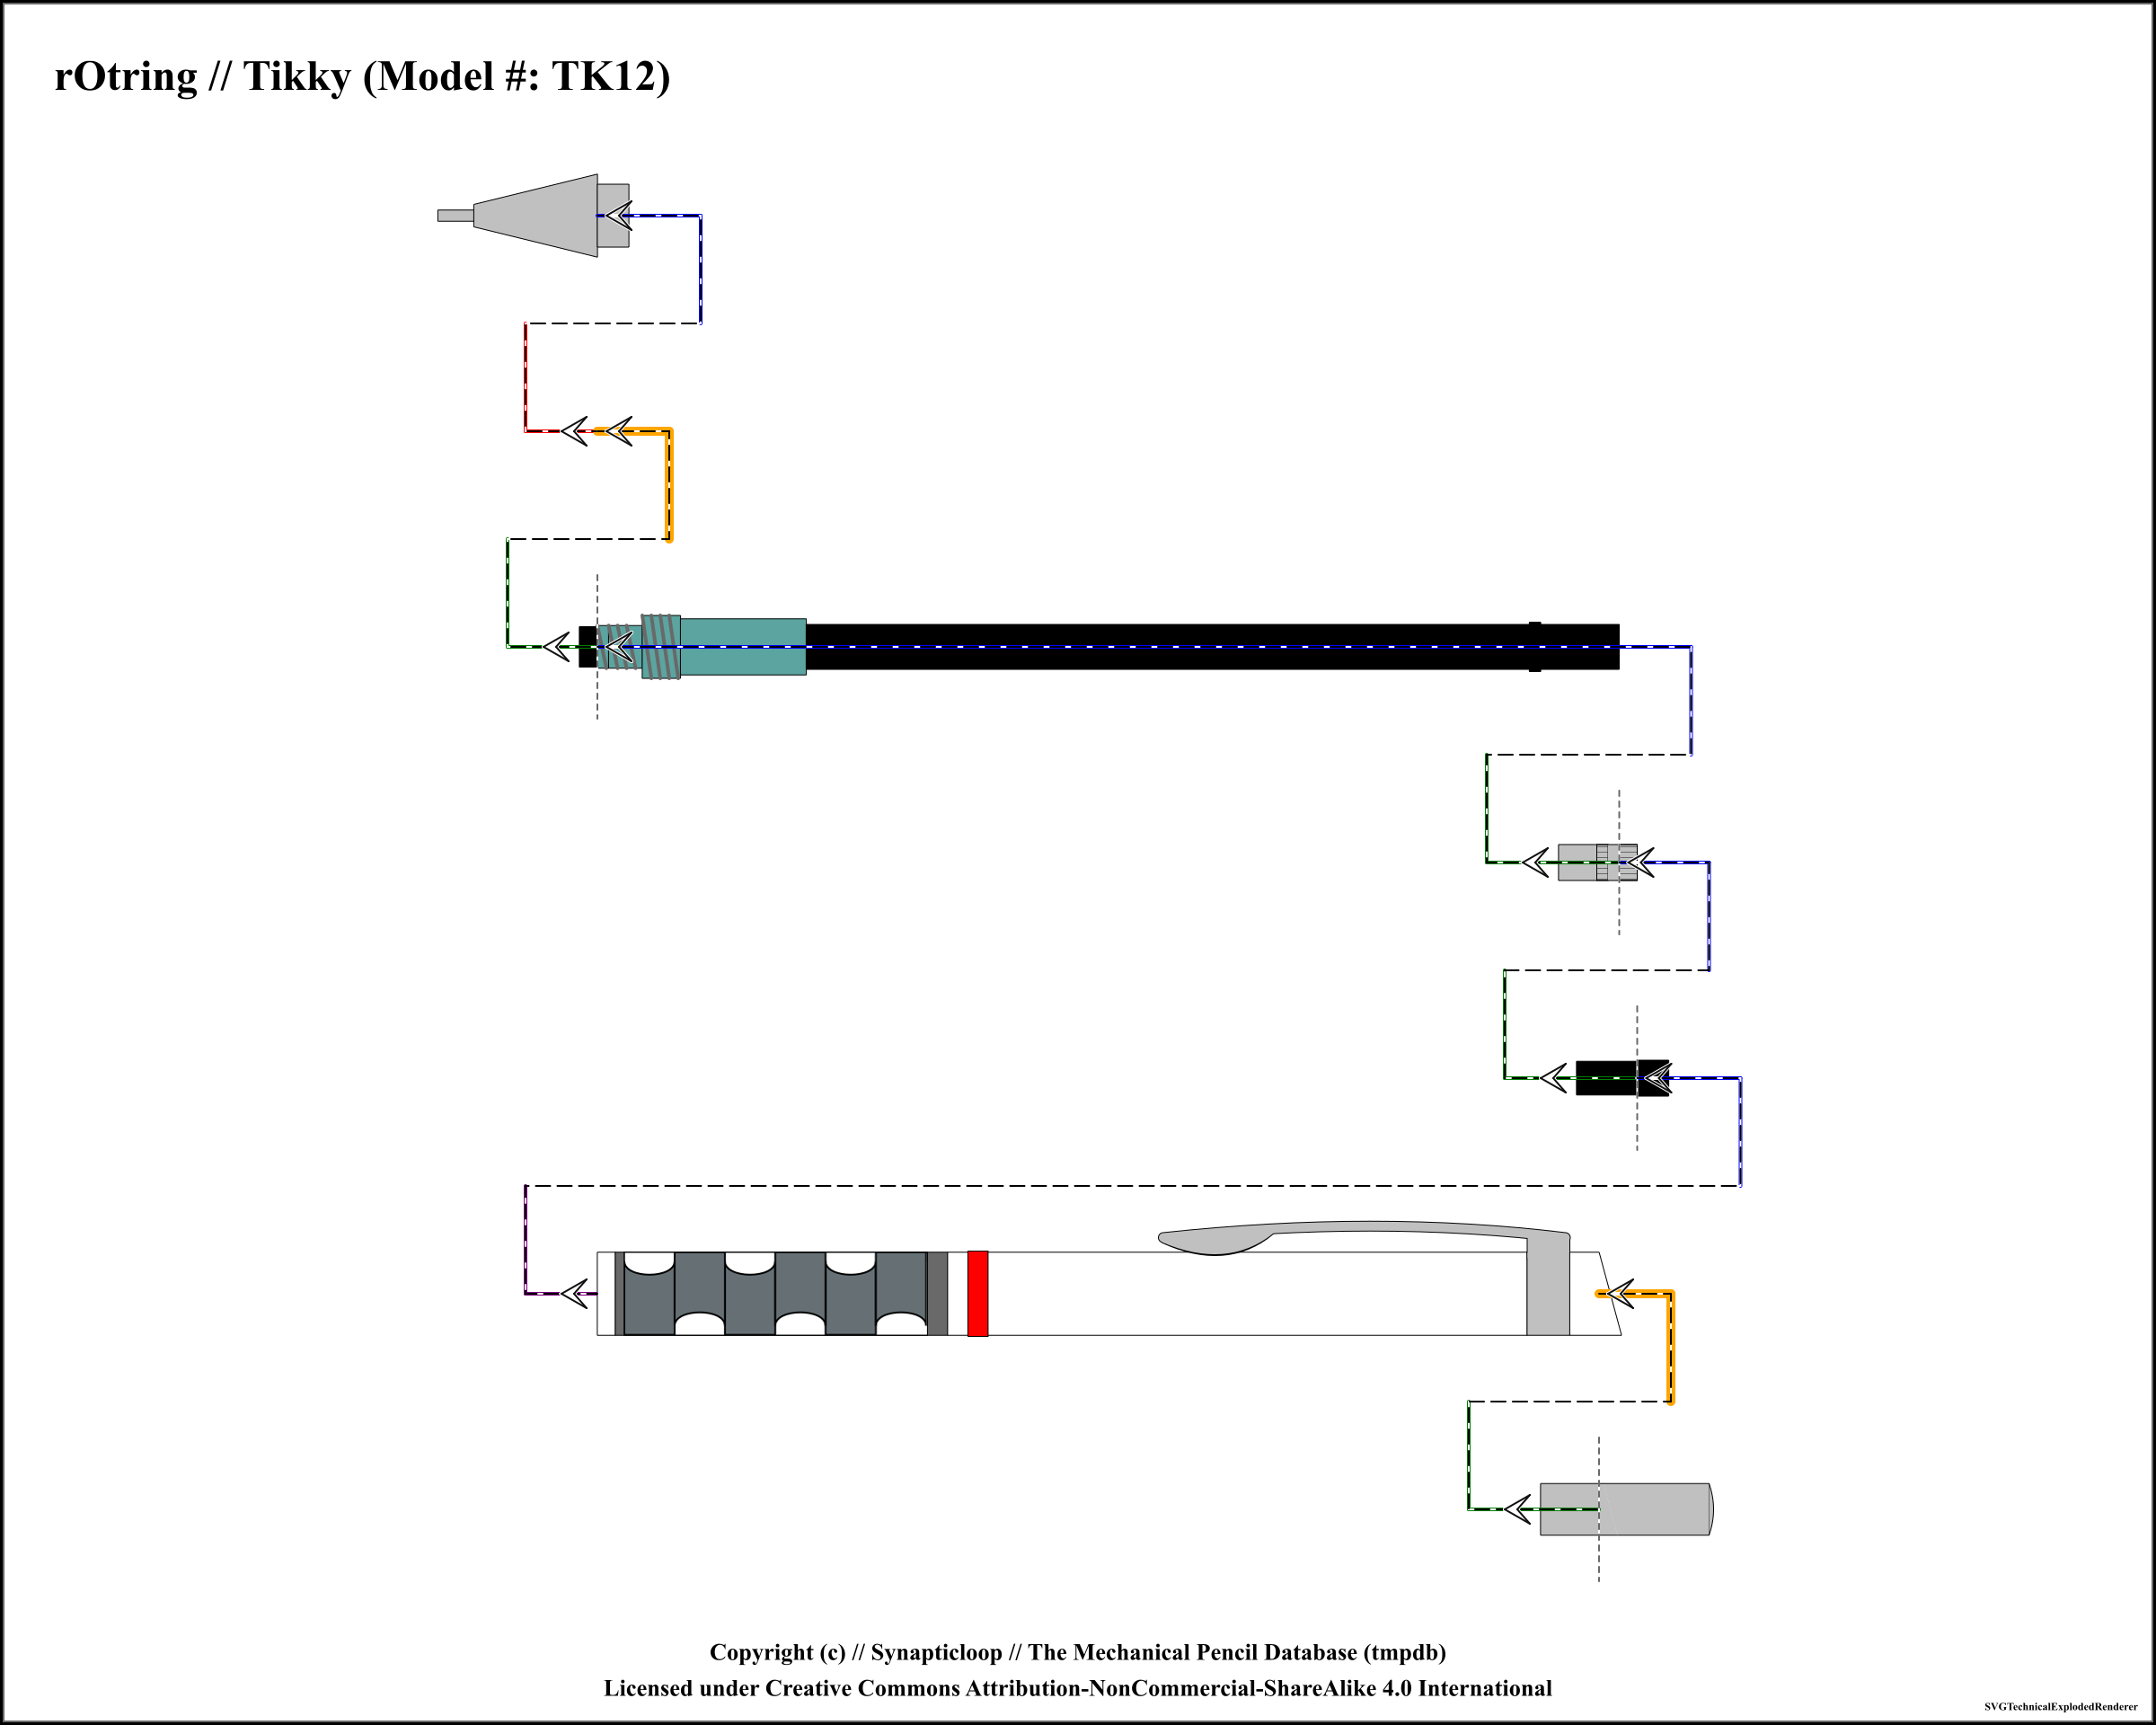 rOtring // Tikky (Model #: TK12)
Copyright (c) // Synapticloop // The Mechanical Pencil Database (tmpdb)
Licensed under Creative Commons Attribution-NonCommercial-ShareAlike 4.0 International
SVGTechnicalExplodedRenderer